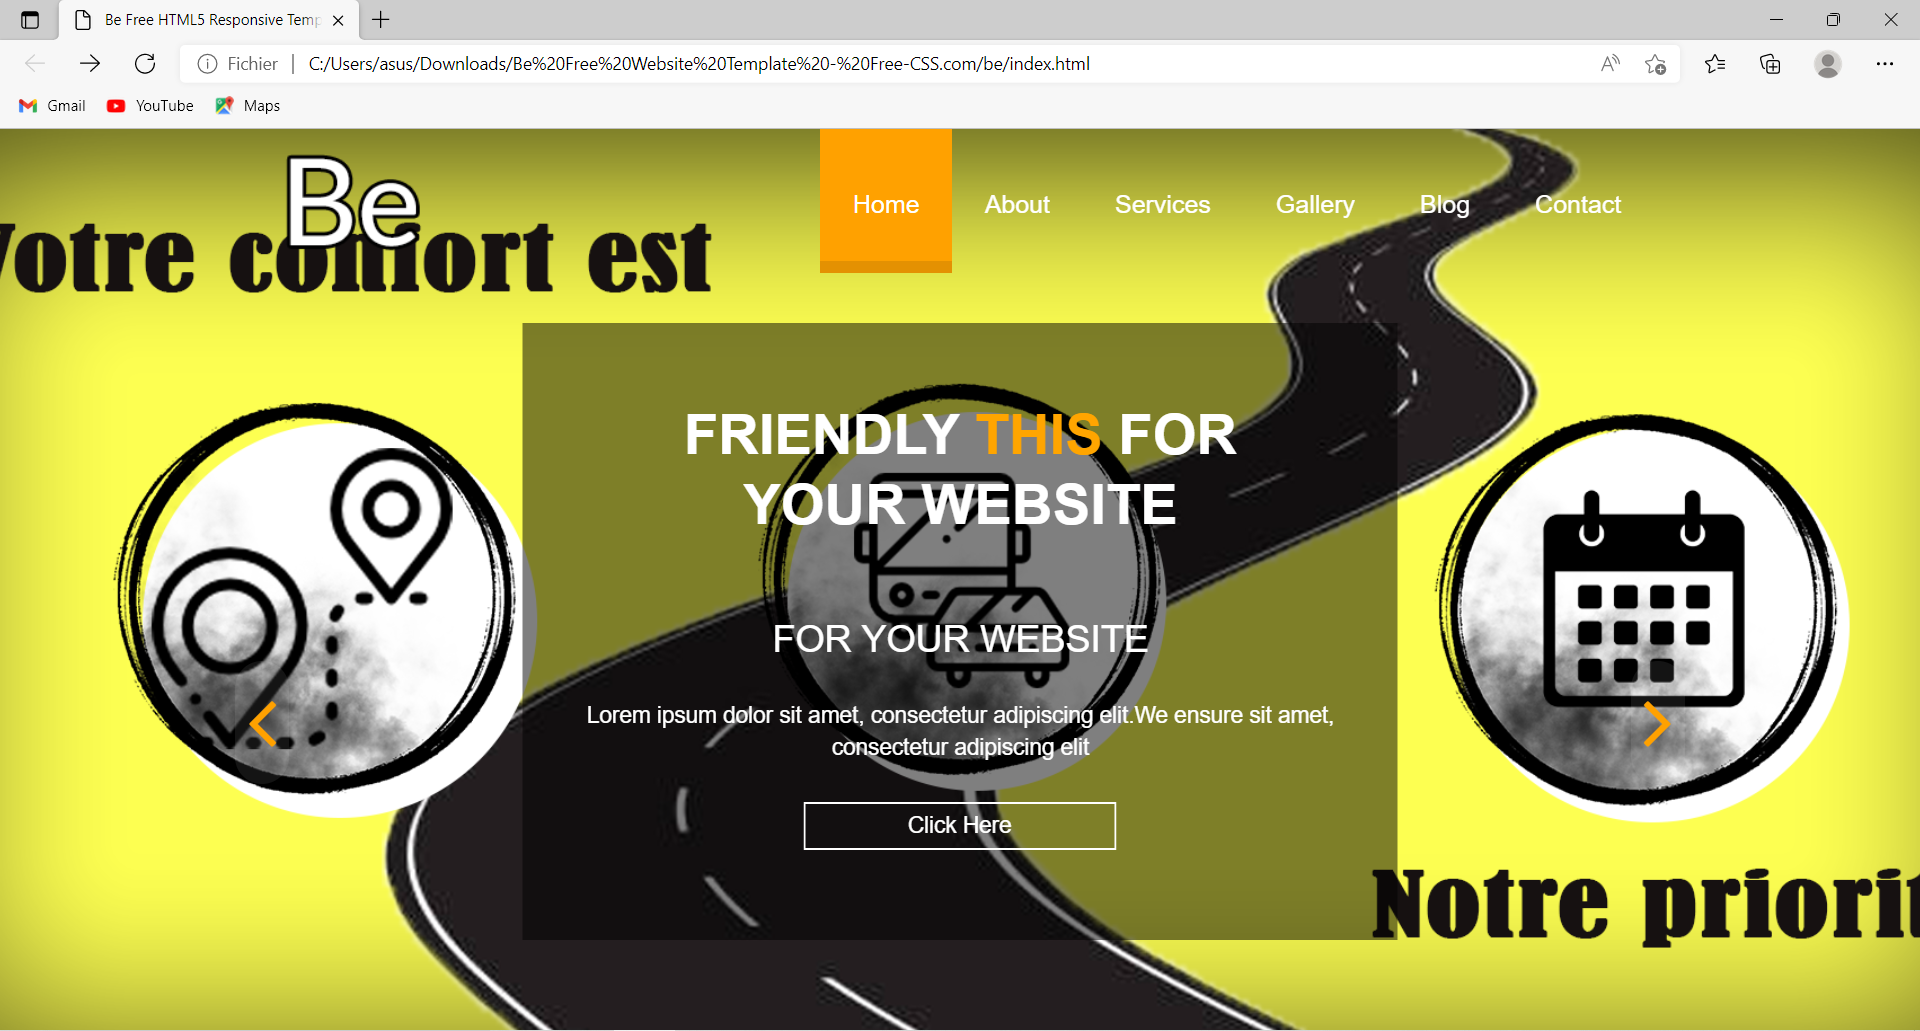 Be Free HTML5 Responsive Temp
Fichier
C:/Users/asus/Downloads/Be%20Free%20Website%20Template%20-%20Free-CSS.com/be/index.html
Gmail YouTube Maps
Be
Home About Services Gallery Blog Contact
Votre comfort est
FRIENDLY THIS FOR
YOUR WEBSITE
FOR YOUR WEBSITE
Lorem ipsum dolor sit amet, consectetur adipiscing elit.We ensure sit amet,
consectetur adipiscing elit
Click Here
Notre priorit